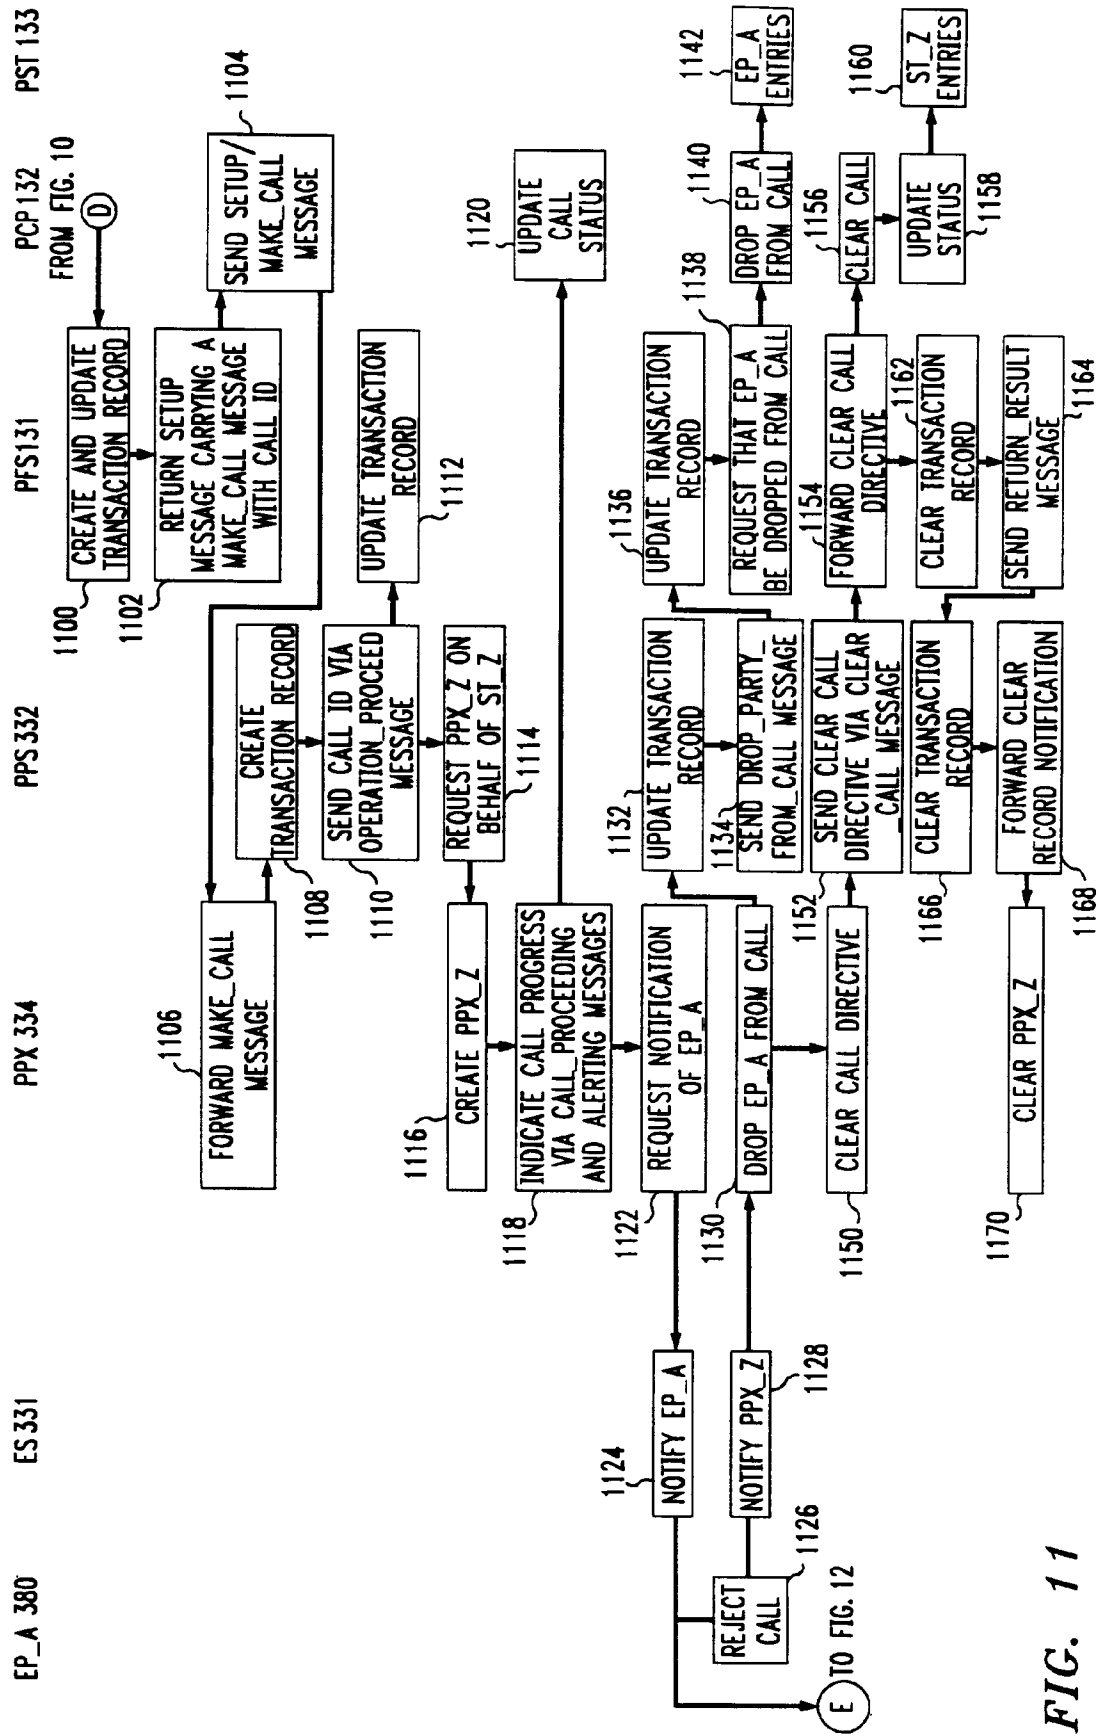 EP_A 380
ES 331
PPX 334
PPS 332
PFS 131
PCP 132
PST 133
FROM FIG. 10
D
1100
CREATE AND UPDATE
TRANSACTION RECORD
1102
RETURN SETUP
MESSAGE CARRYING A
MAKE_CALL MESSAGE
WITH CALL ID
1104
SEND SETUP/
MAKE_CALL
MESSAGE
1106
FORWARD MAKE_CALL
MESSAGE
CREATE
TRANSACTION RECORD
1108
SEND CALL ID VIA
OPERATION_PROCEED
MESSAGE
1110
UPDATE TRANSACTION
RECORD
1112
REQUEST PPX_Z ON
BEHALF OF ST_Z
1114
1116
CREATE PPX_Z
INDICATE CALL PROGRESS
VIA CALL_PROCEEDING
AND ALERTING MESSAGES
1118
1120
UPDATE
CALL
STATUS
REQUEST NOTIFICATION
OF EP_A
1122
1124
NOTIFY EP_A
REJECT
CALL
1126
NOTIFY PPX_Z
1128
E
TO FIG. 12
1130
DROP EP_A FROM CALL
1132
UPDATE TRANSACTION
RECORD
1134
SEND DROP_PARTY_
FROM_CALL MESSAGE
1136
UPDATE TRANSACTION
RECORD
1138
REQUEST THAT EP_A
BE DROPPED FROM CALL
1140
DROP EP_A
FROM CALL
1142
EP_A
ENTRIES
CLEAR CALL DIRECTIVE
1150
1152
SEND CLEAR CALL
DIRECTIVE VIA CLEAR
_CALL MESSAGE
1154
FORWARD CLEAR CALL
DIRECTIVE
1156
CLEAR CALL
UPDATE
STATUS
1158
1160
ST_Z
ENTRIES
1162
CLEAR TRANSACTION
RECORD
SEND RETURN_RESULT
MESSAGE
1164
CLEAR TRANSACTION
RECORD
1166
FORWARD CLEAR
RECORD NOTIFICATION
1168
1170
CLEAR PPX_Z
FIG. 11